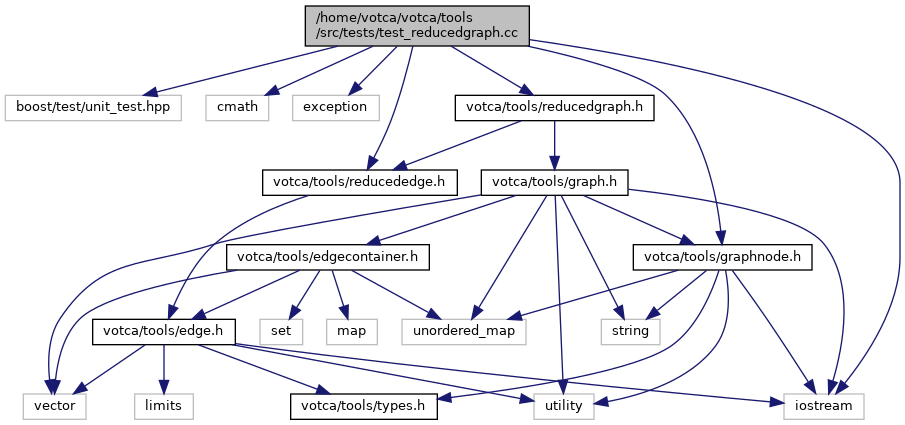 /home/votca/votca/tools
/src/tests/test_reducedgraph.cc
boost/test/unit_test.hpp
cmath
exception
votca/tools/reducedgraph.h
votca/tools/reducededge.h
votca/tools/graph.h
votca/tools/edgecontainer.h
votca/tools/graphnode.h
votca/tools/edge.h
set
map
unordered_map
string
vector
limits
votca/tools/types.h
utility
iostream